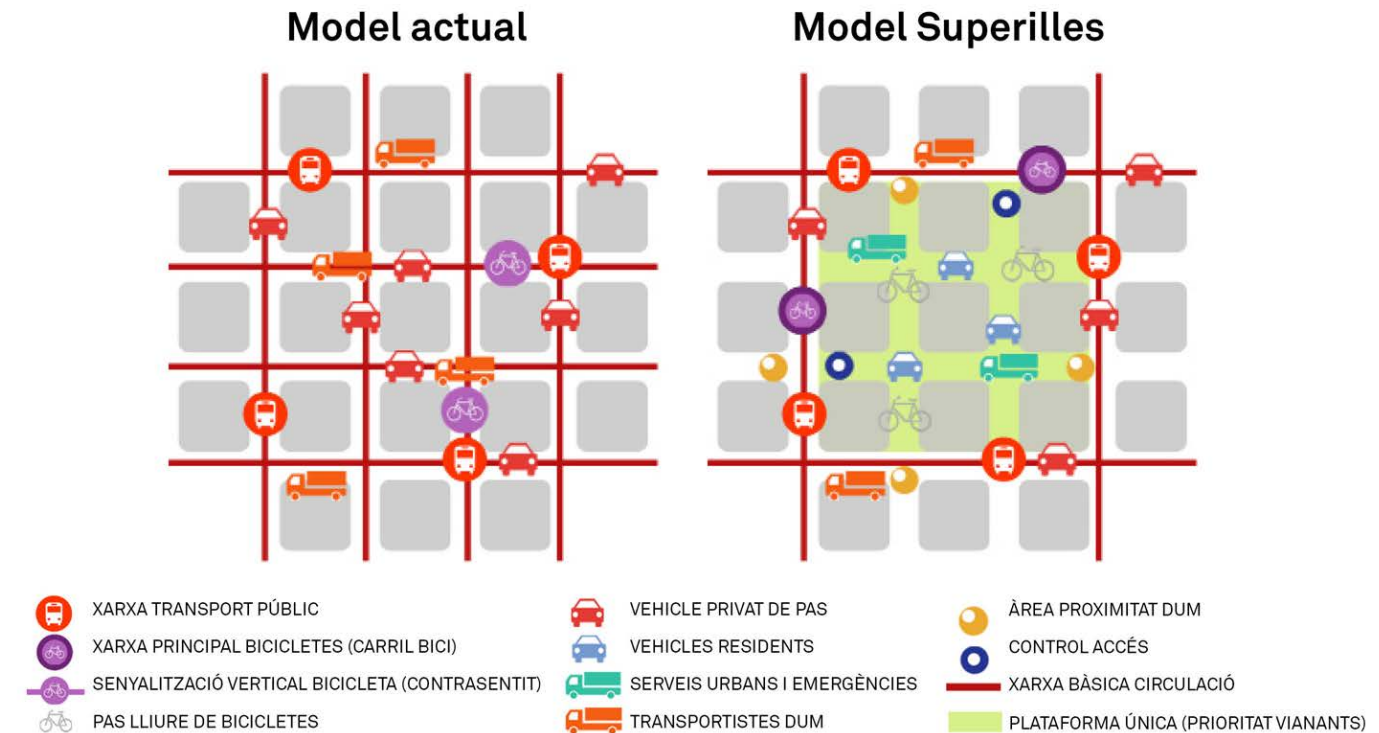 Model actual
Model Superilles
XARXA TRANSPORT PÚBLIC
XARXA PRINCIPAL BICICLETES (CARRIL BICI)
SENYALITZACIÓ VERTICAL BICICLETA (CONTRASENTIT)
PAS LLIURE DE BICICLETES
VEHICLE PRIVAT DE PAS
VEHICLES RESIDENTS
SERVEIS URBANS I EMERGÈNCIES
TRANSPORTISTES DUM
ÀREA PROXIMITAT DUM
CONTROL ACCÉS
XARXA BÀSICA CIRCULACIÓ
PLATAFORMA ÚNICA (PRIORITAT VIANANTS)